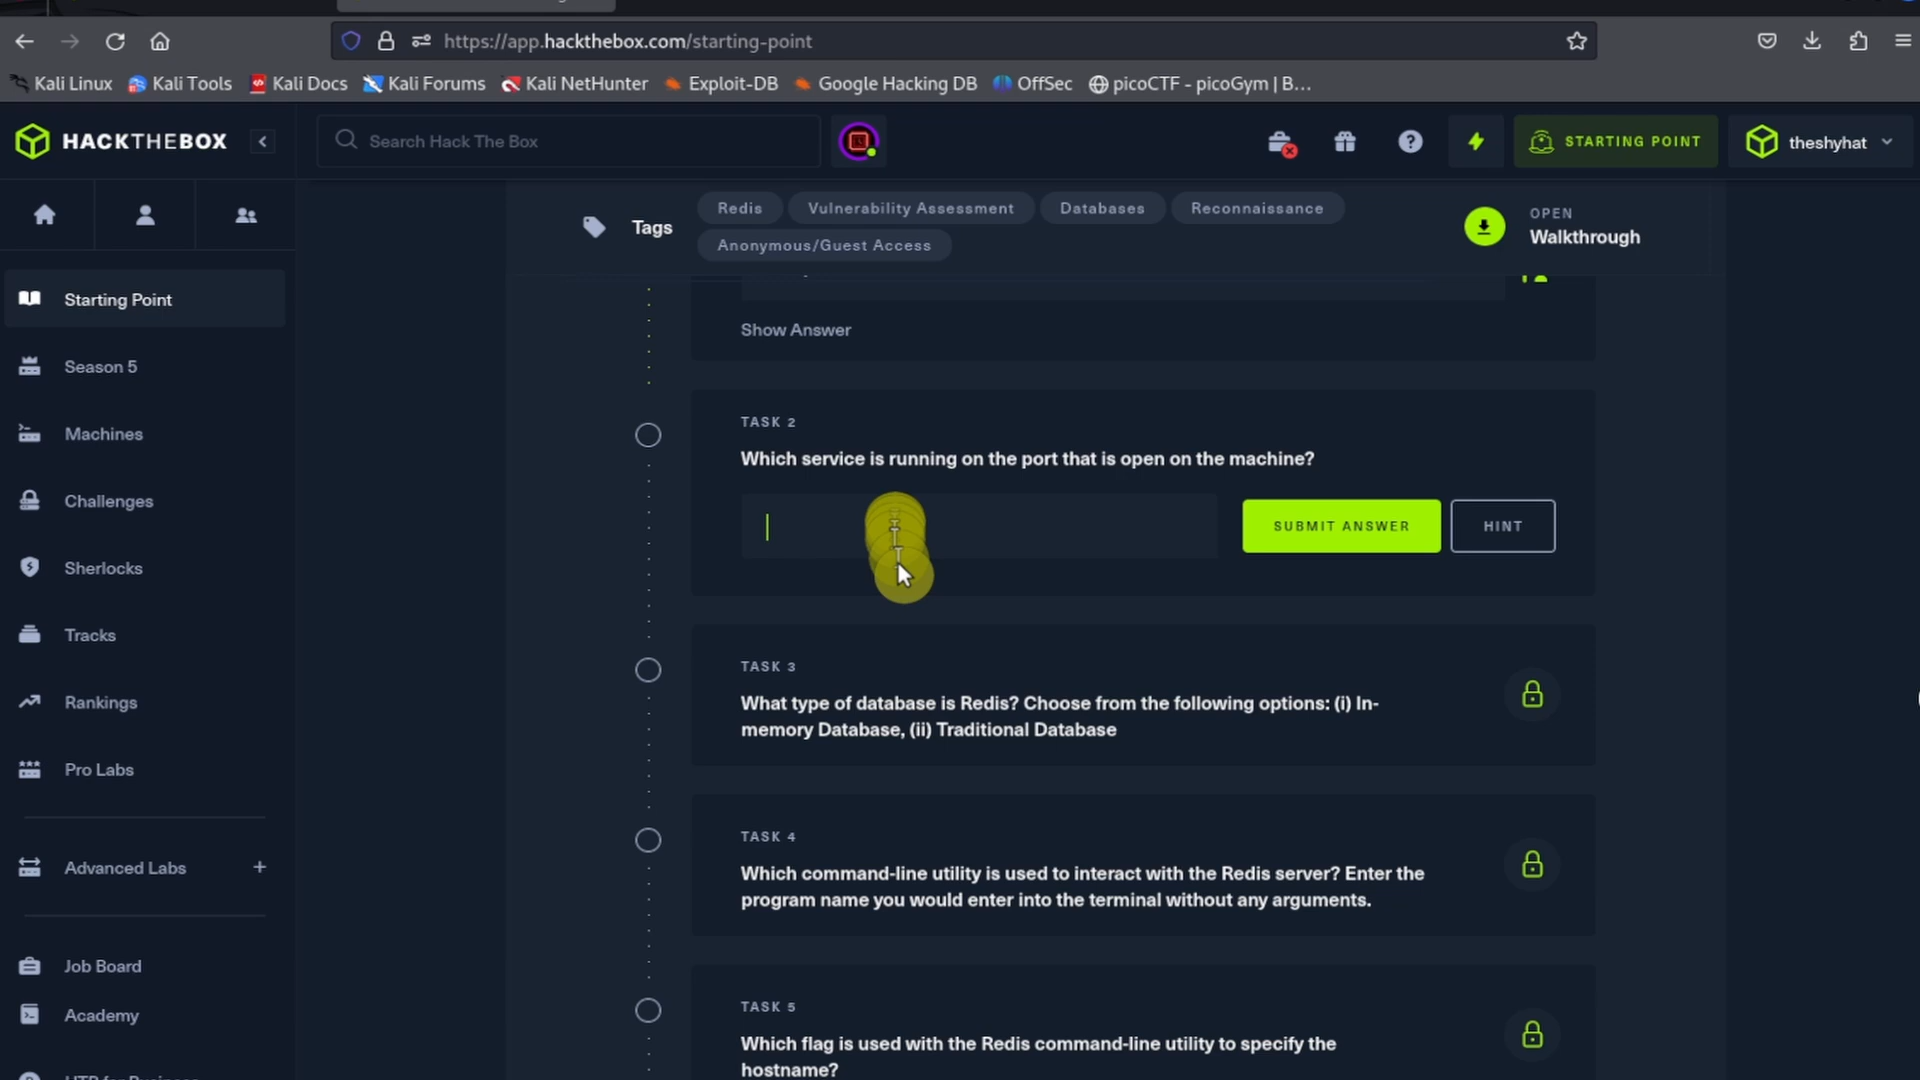 https://app.hackthebox.com/starting-point
Kali Linux Kali Tools Kali Docs Kali Forums Kali NetHunter Exploit-DB Google Hacking DB OffSec picoCTF - picoGym | B...
HACKTHEBOX
Search Hack The Box
STARTING POINT
theshyhat
Tags
Redis
Vulnerability Assessment
Databases
Reconnaissance
Anonymous/Guest Access
OPEN
Walkthrough
Starting Point
Season 5
Machines
Challenges
Sherlocks
Tracks
Rankings
Pro Labs
Advanced Labs +
Job Board
Academy
Show Answer
TASK 2
Which service is running on the port that is open on the machine?
SUBMIT ANSWER
HINT
TASK 3
What type of database is Redis? Choose from the following options: (i) In-
memory Database, (ii) Traditional Database
TASK 4
Which command-line utility is used to interact with the Redis server? Enter the
program name you would enter into the terminal without any arguments.
TASK 5
Which flag is used with the Redis command-line utility to specify the
hostname?